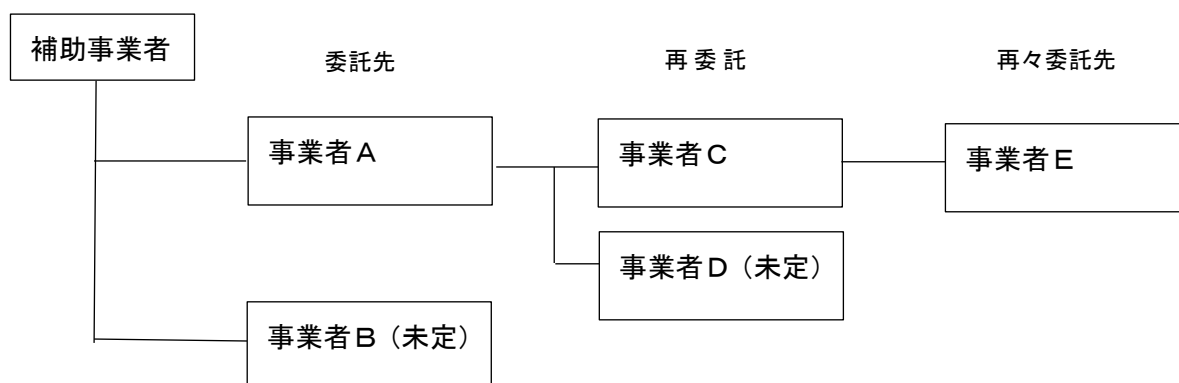 補助事業者
委託先
再委託
再々委託先
事業者A
事業者C
事業者E
事業者D（未定）
事業者B（未定）